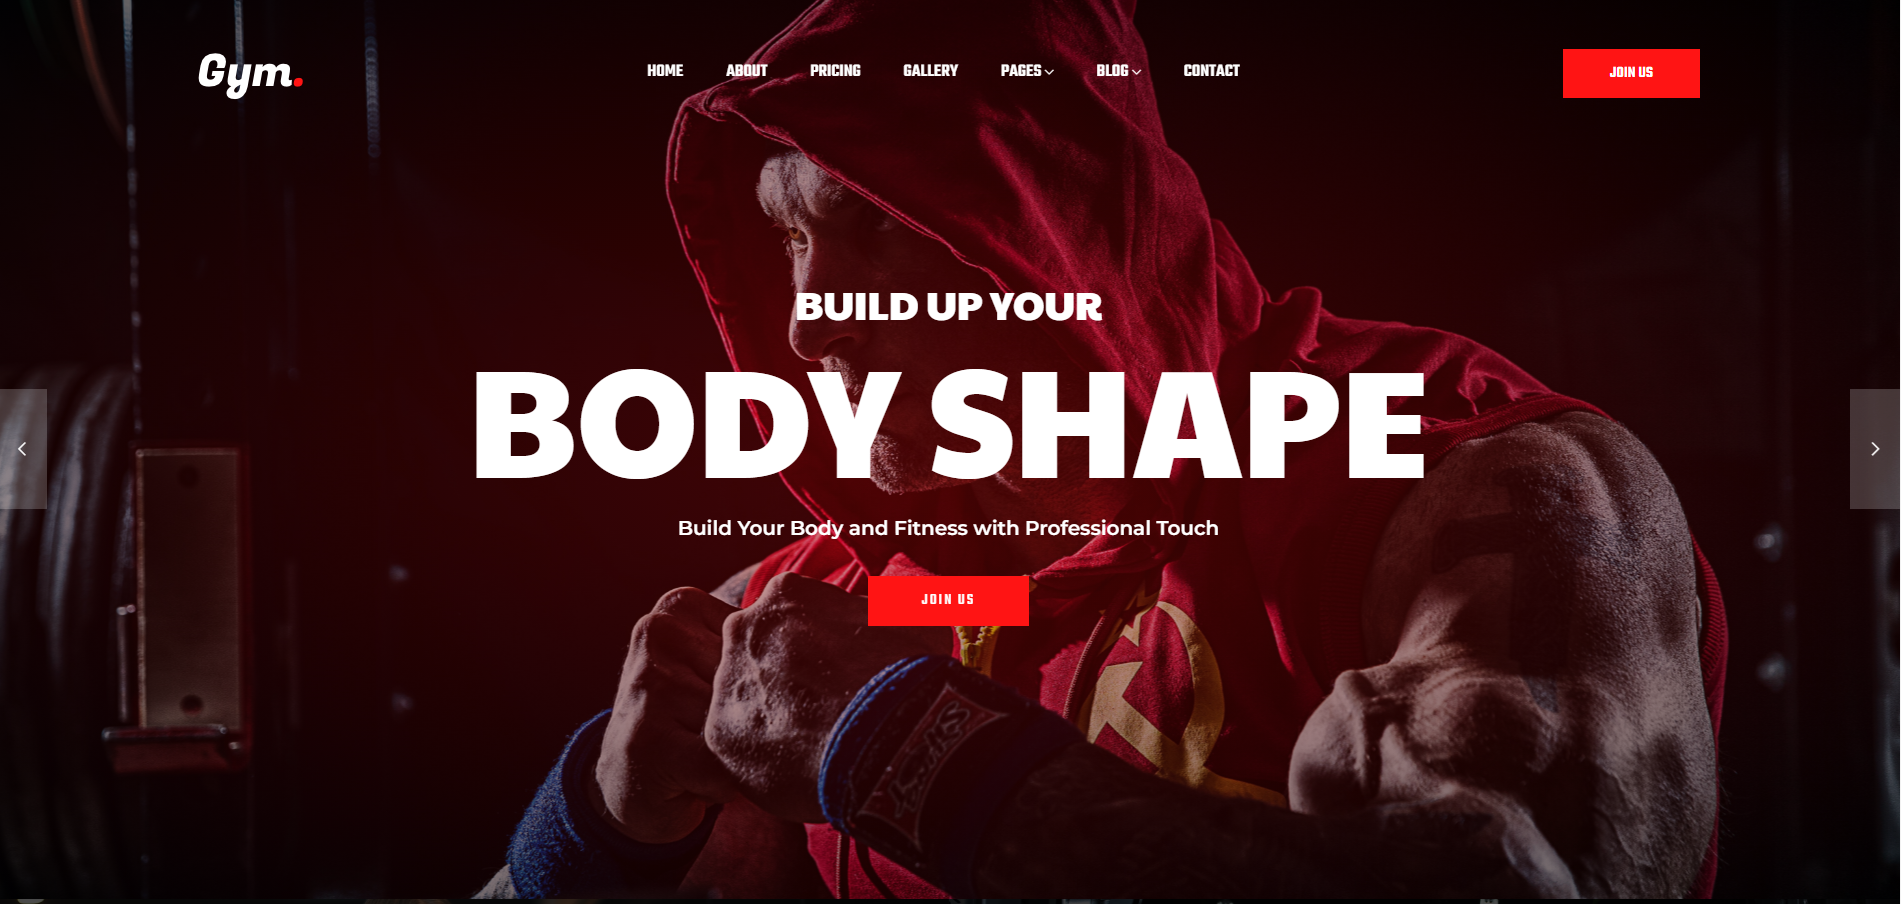 Gym.
HOME ABOUT PRICING GALLERY PAGES BLOG CONTACT
JOIN US
BUILD UP YOUR
BODY SHAPE
Build Your Body and Fitness with Professional Touch
JOIN US